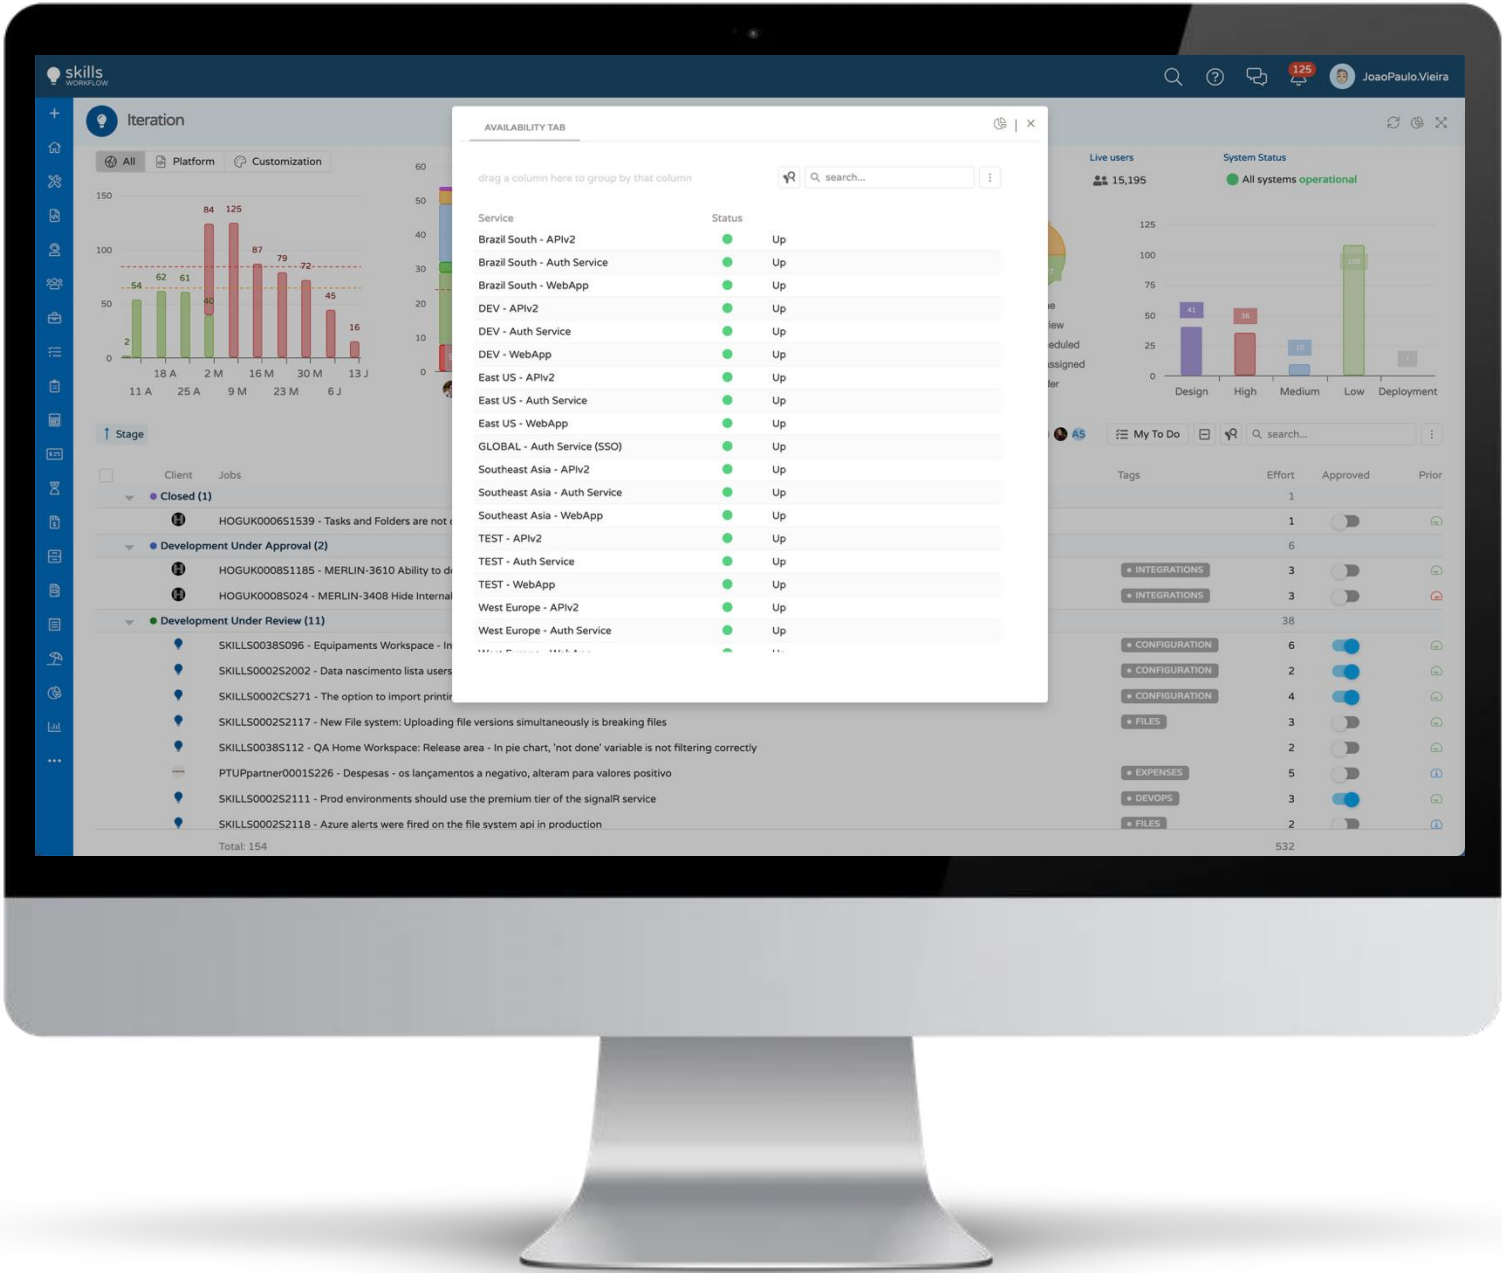 skills
WORKFLOW
125
JoaoPaulo.Vieira
Iteration
AVAILABILITY TAB
All
Platform
Customization
Live users
15,195
System Status
All systems operational
150
100
50
0
84
125
87
79
72
62
61
54
40
45
16
2
18 A
2 M
16 M
30 M
13 J
11 A
25 A
9 M
23 M
6 J
60
50
40
30
20
10
0
drag a column here to group by that column
search...
Service Status
Brazil South - APIv2 Up
Brazil South - Auth Service Up
Brazil South - WebApp Up
DEV - APIv2 Up
DEV - Auth Service Up
DEV - WebApp Up
East US - APIv2 Up
East US - Auth Service Up
East US - WebApp Up
GLOBAL - Auth Service (SSO) Up
Southeast Asia - APIv2 Up
Southeast Asia - Auth Service Up
Southeast Asia - WebApp Up
TEST - APIv2 Up
TEST - Auth Service Up
TEST - WebApp Up
West Europe - APIv2 Up
West Europe - Auth Service Up
125
100
75
50
25
0
41
36
10
Design
High
Medium
Low
Deployment
Stage
AS
My To Do
search...
Client Jobs Tags Effort Approved Prior
Closed (1) 1
HOGUK0006S1539 - Tasks and Folders are not 1
Development Under Approval (2) 6
HOGUK0008S1185 - MERLIN-3610 Ability to INTEGRATIONS 3
HOGUK0008S024 - MERLIN-3408 Hide Internal INTEGRATIONS 3
Development Under Review (11) 38
SKILLS0038S096 - Equipaments Workspace - In CONFIGURATION 6
SKILLS0002S2002 - Data nascimento lista users CONFIGURATION 2
SKILLS0002CS271 - The option to import printin CONFIGURATION 4
SKILLS0002S2117 - New File system: Uploading file versions simultaneously is breaking files FILES 3
SKILLS0038S112 - QA Home Workspace: Release area - In pie chart, 'not done' variable is not filtering correctly 2
PTUPpartner0001S226 - Despesas - os lançamentos a negativo, alteram para valores positivo EXPENSES 5
SKILLS0002S2111 - Prod environments should use the premium tier of the signalR service DEVOPS 3
SKILLS0002S2118 - Azure alerts were fired on the file system api in production FILES 2
Total: 154 532